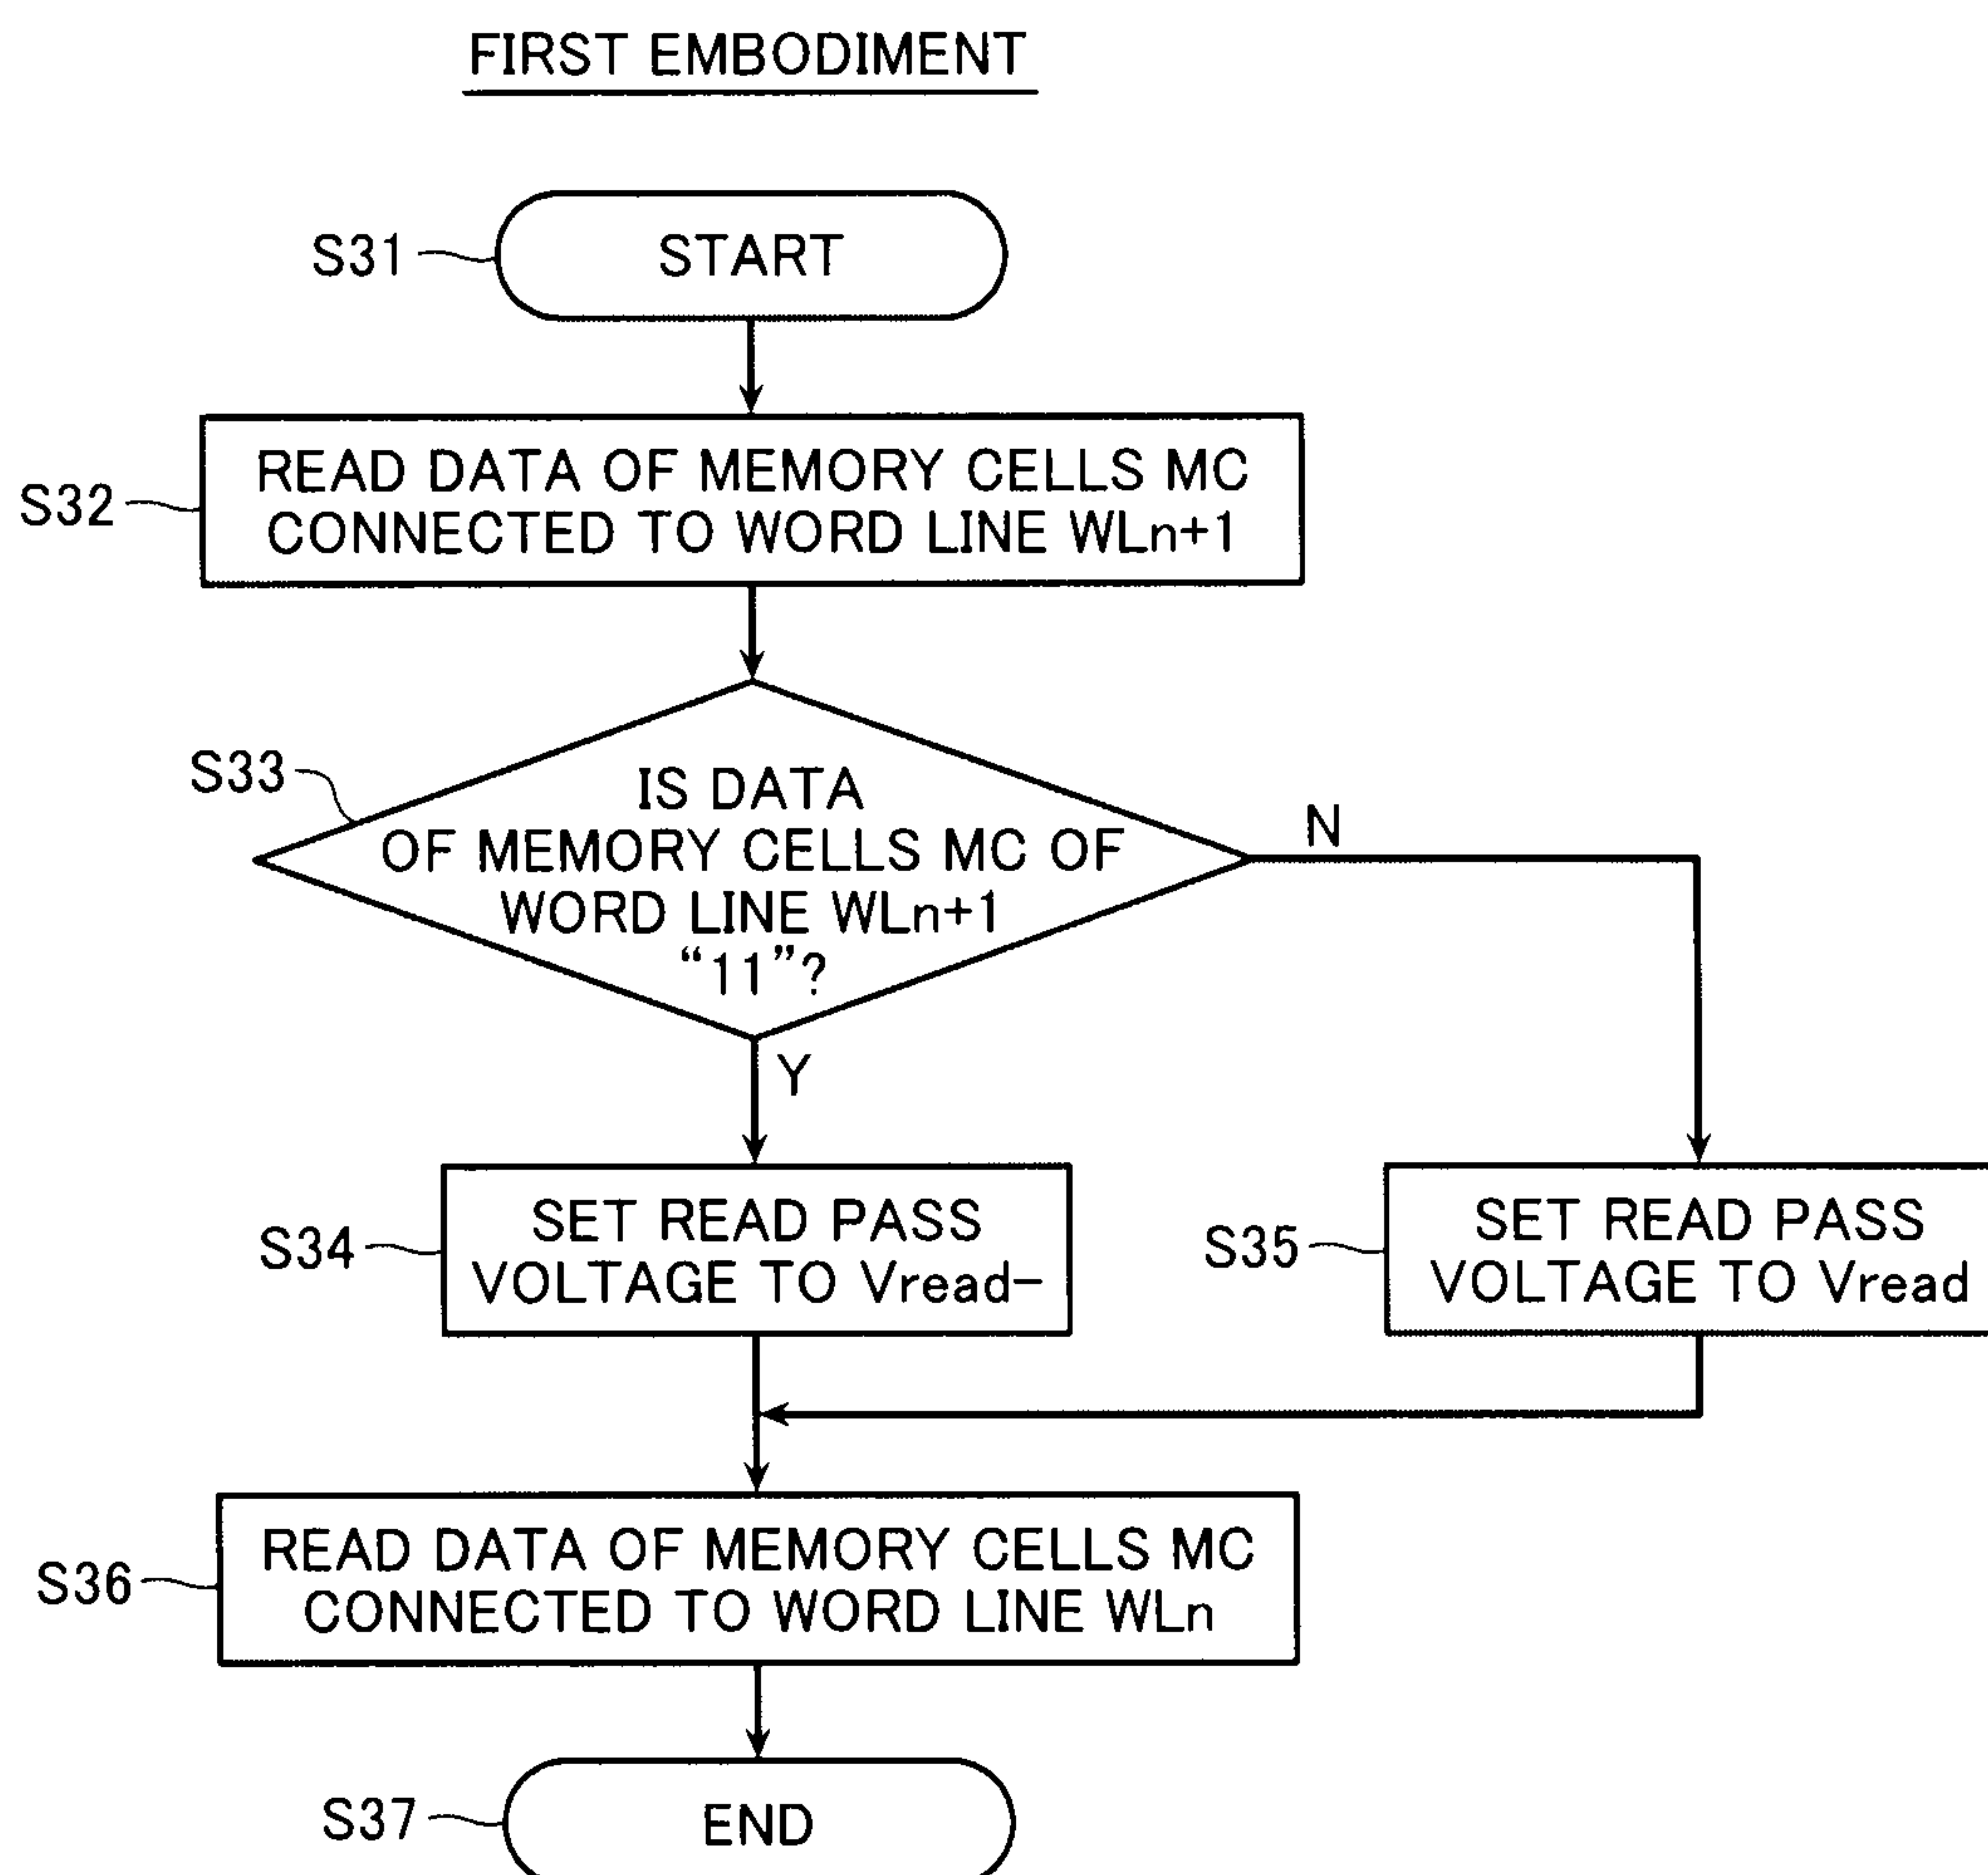 FIRST EMBODIMENT
S31
START
S32
READ DATA OF MEMORY CELLS MC
CONNECTED TO WORD LINE WLn+1
S33
IS DATA
OF MEMORY CELLS MC OF
WORD LINE WLn+1
“11”?
N
Y
S34
SET READ PASS
VOLTAGE TO Vread-
S35
SET READ PASS
VOLTAGE TO Vread
S36
READ DATA OF MEMORY CELLS MC
CONNECTED TO WORD LINE WLn
S37
END